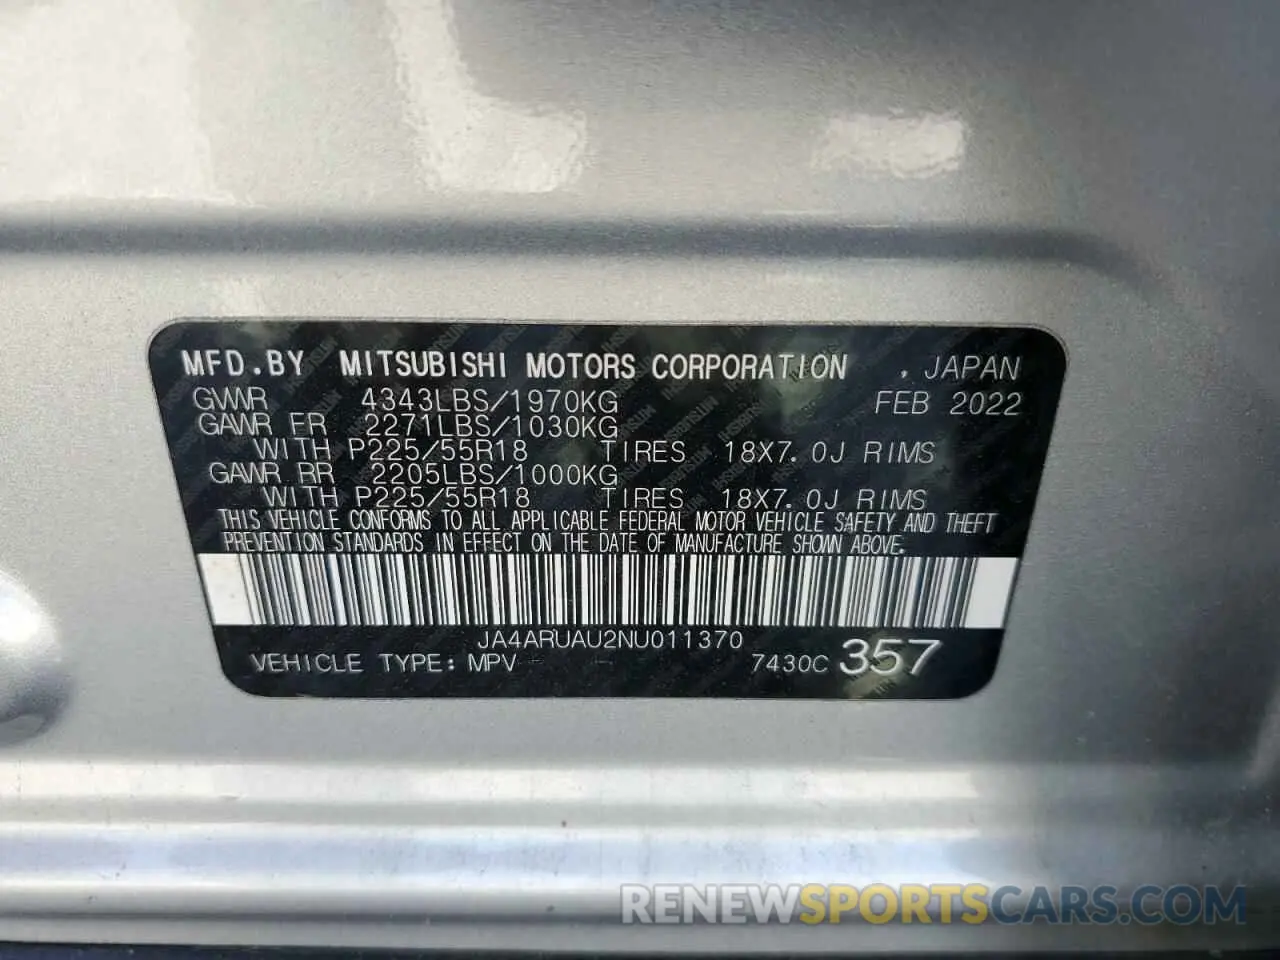 MFD.BY MITSUBISHI MOTORS CORPORATION , JAPAN
GVWR 4343LBS/1970KG FEB 2022
GAWR FR 2271LBS/1030KG
WITH P225/55R18 TIRES 18X7.0J RIMS
GAWR RR 2205LBS/1000KG
WITH P225/55R18 TIRES 18X7.0J RIMS
THIS VEHICLE CONFORMS TO ALL APPLICABLE FEDERAL MOTOR VEHICLE SAFETY AND THEFT
PREVENTION STANDARDS IN EFFECT ON THE DATE OF MANUFACTURE SHOWN ABOVE.
JA4ARUAU2NU011370
VEHICLE TYPE: MPV - - 7430C 357
RENEWSPORTSCARS.COM